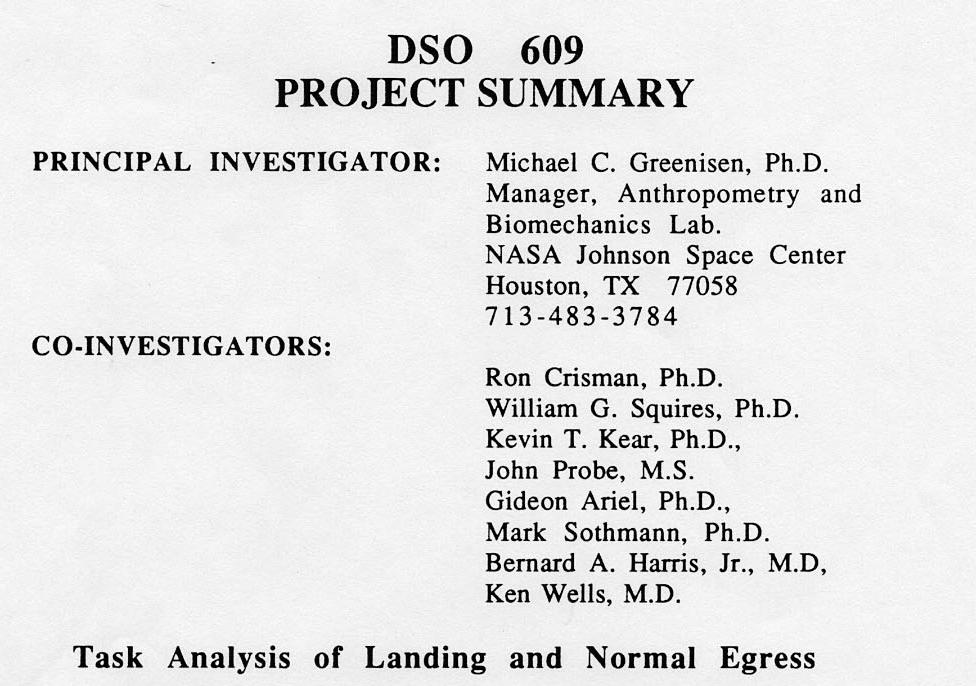 DSO 609
PROJECT SUMMARY
PRINCIPAL INVESTIGATOR: Michael C. Greenisen, Ph.D.
Manager, Anthropometry and
Biomechanics Lab.
NASA Johnson Space Center
Houston, TX 77058
713-483-3784
CO-INVESTIGATORS:
Ron Crisman, Ph.D.
William G. Squires, Ph.D.
Kevin T. Kear, Ph.D.,
John Probe, M.S.
Gideon Ariel, Ph.D.,
Mark Sothmann, Ph.D.
Bernard A. Harris, Jr., M.D,
Ken Wells, M.D.
Task Analysis of Landing and Normal Egress